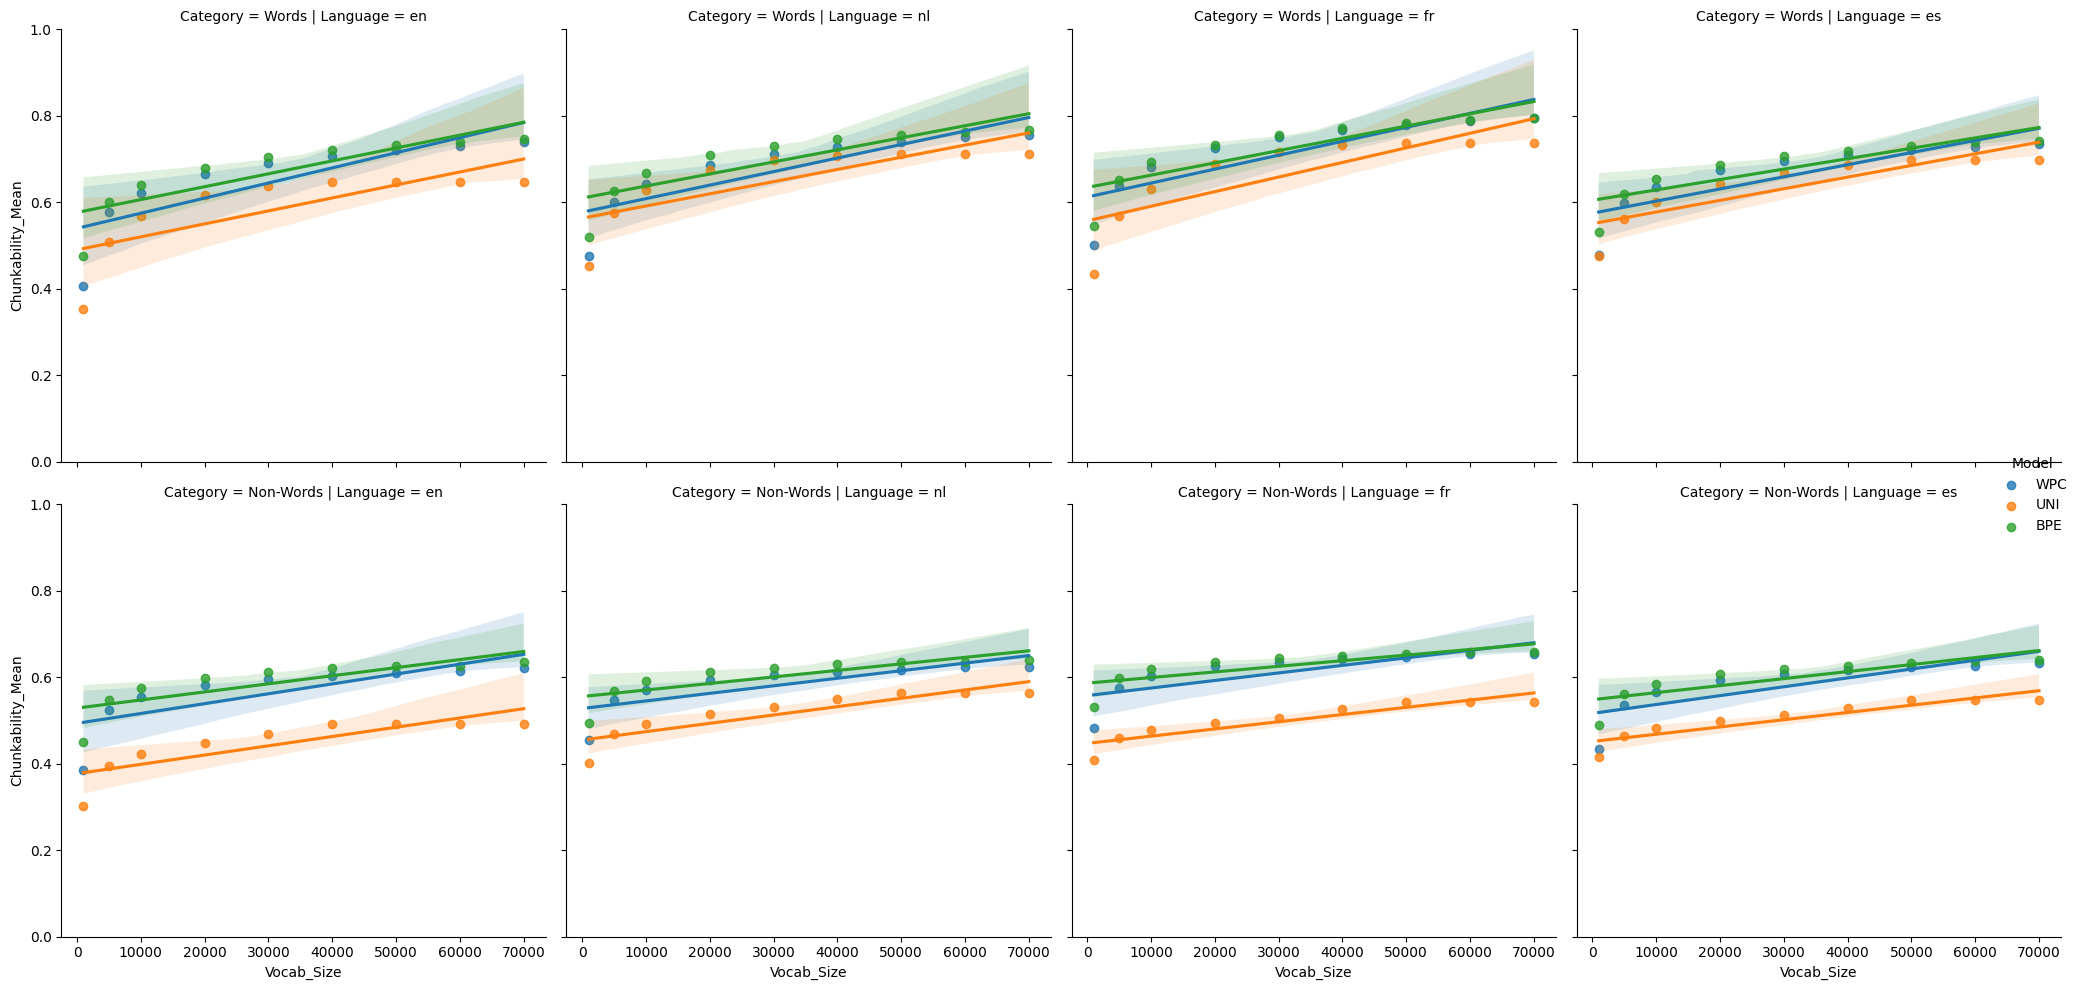 Category = Words | Language = en
Category = Words | Language = nl
Category = Words | Language = fr
Category = Words | Language = es
1.0
0.8
0.6
0.4
0.2
0.0
Chunkability_Mean
Category = Non-Words | Language = en
Category = Non-Words | Language = nl
Category = Non-Words | Language = fr
Category = Non-Words | Language = es
Model
WPC
UNI
BPE
1.0
0.8
0.6
0.4
0.2
0.0
Chunkability_Mean
0 10000 20000 30000 40000 50000 60000 70000
0 10000 20000 30000 40000 50000 60000 70000
0 10000 20000 30000 40000 50000 60000 70000
0 10000 20000 30000 40000 50000 60000 70000
Vocab_Size
Vocab_Size
Vocab_Size
Vocab_Size